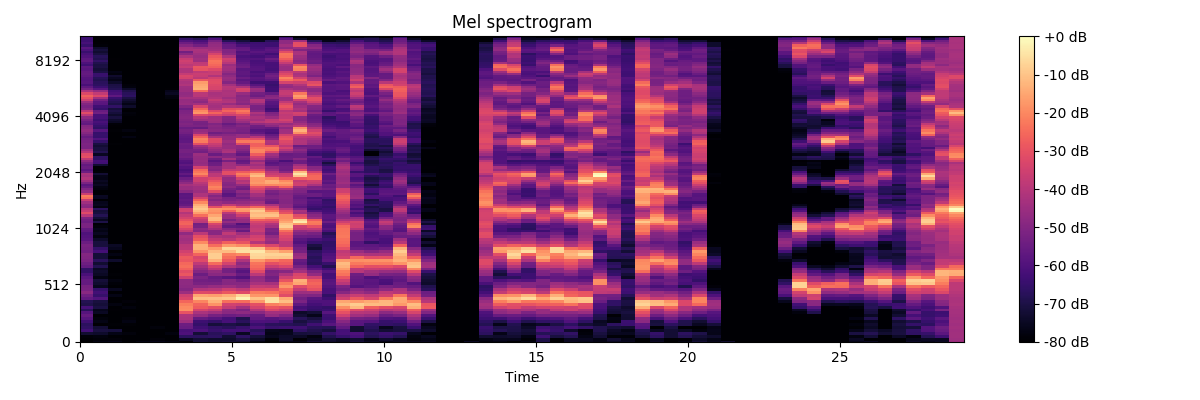 Mel spectrogram
8192
4096
2048
1024
512
0
Hz
0 5 10 15 20 25
Time
+0 dB
-10 dB
-20 dB
-30 dB
-40 dB
-50 dB
-60 dB
-70 dB
-80 dB